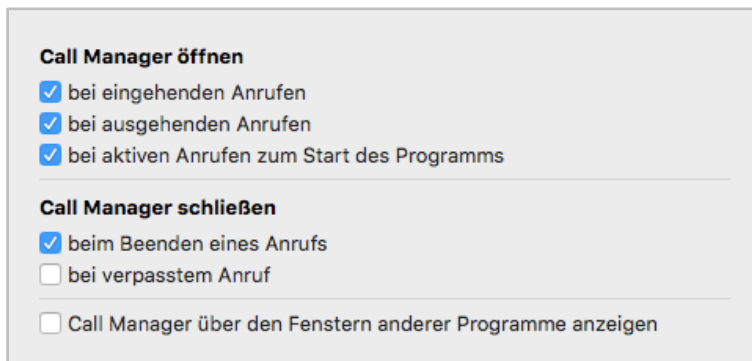 Call Manager öffnen
bei eingehenden Anrufen
bei ausgehenden Anrufen
bei aktiven Anrufen zum Start des Programms
Call Manager schließen
beim Beenden eines Anrufs
bei verpasstem Anruf
Call Manager über den Fenstern anderer Programme anzeigen